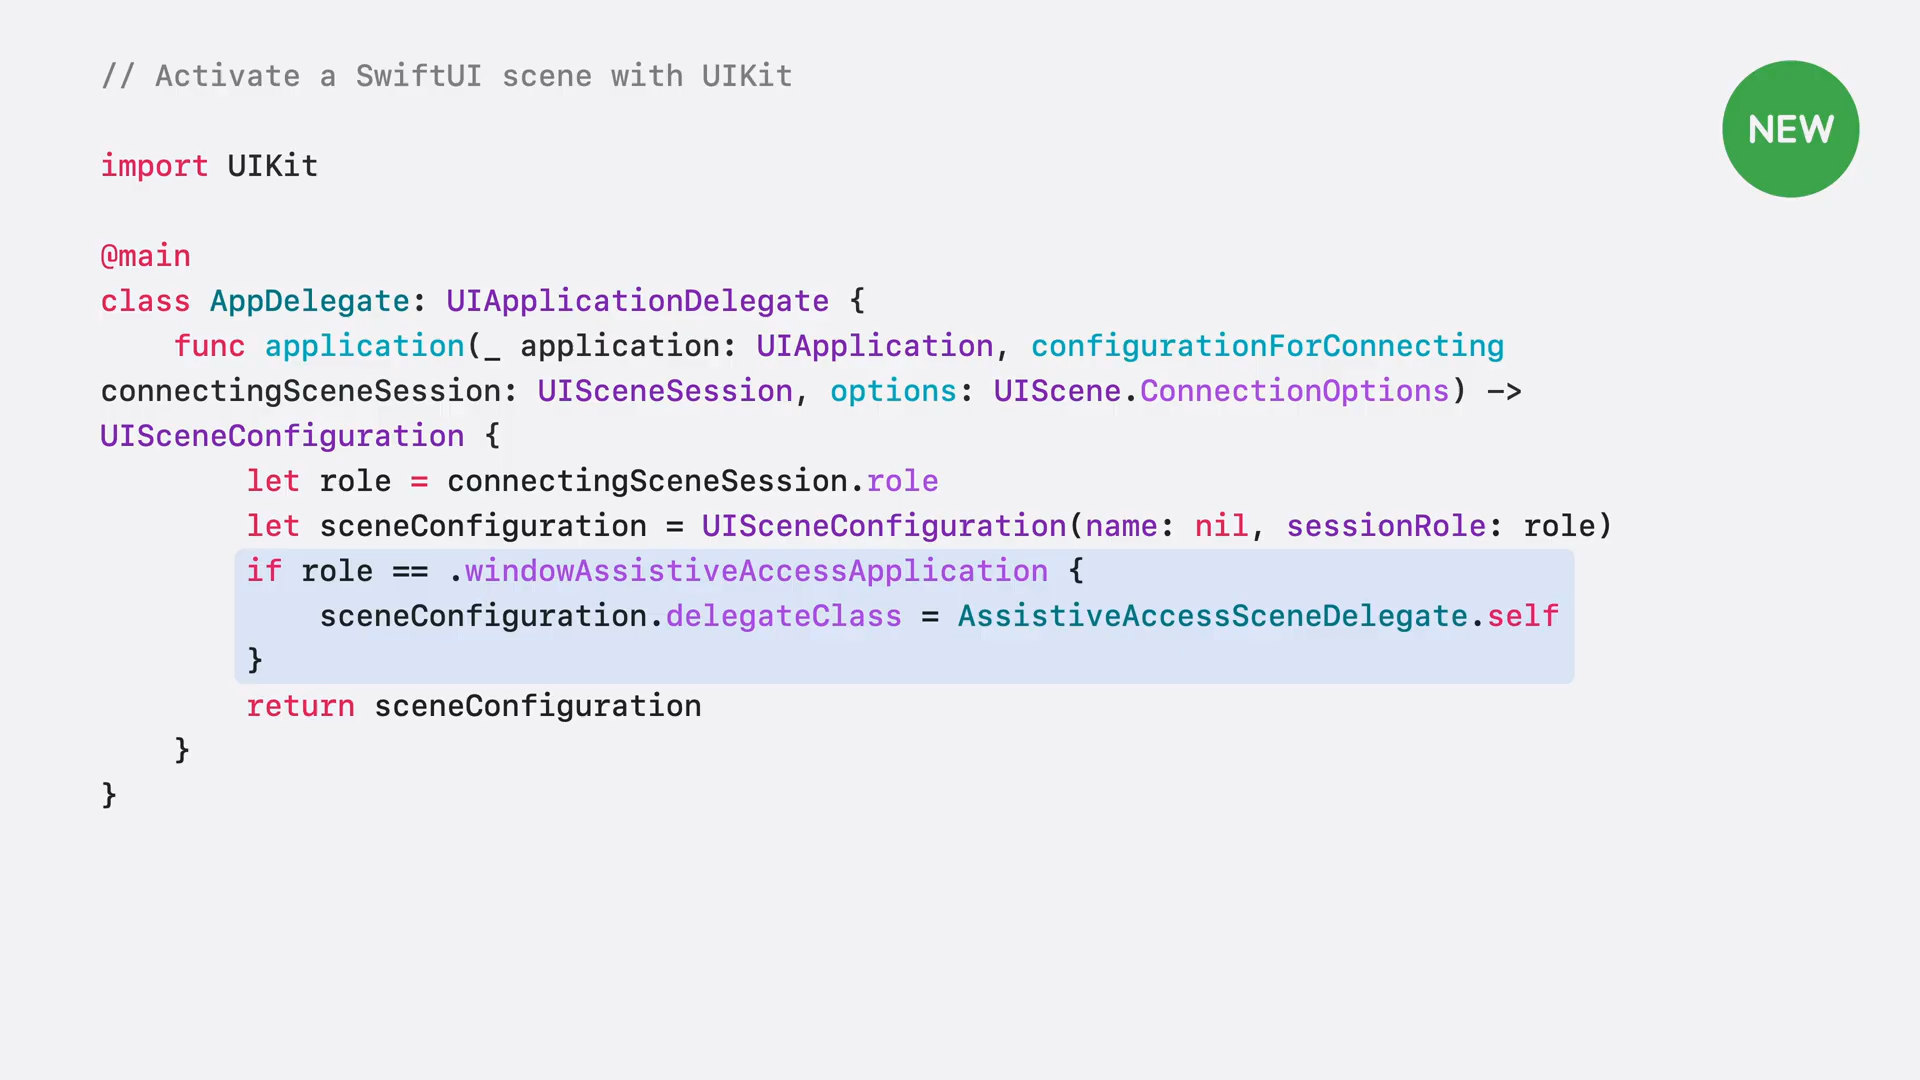 // Activate a SwiftUI scene with UIKit
NEW
import UIKit
@main
class AppDelegate: UIApplicationDelegate {
    func application(_ application: UIApplication, configurationForConnecting
connectingSceneSession: UISceneSession, options: UIScene.ConnectionOptions) ->
UISceneConfiguration {
        let role = connectingSceneSession.role
        let sceneConfiguration = UISceneConfiguration(name: nil, sessionRole: role)
        if role == .windowAssistiveAccessApplication {
            sceneConfiguration.delegateClass = AssistiveAccessSceneDelegate.self
        }
        return sceneConfiguration
    }
}